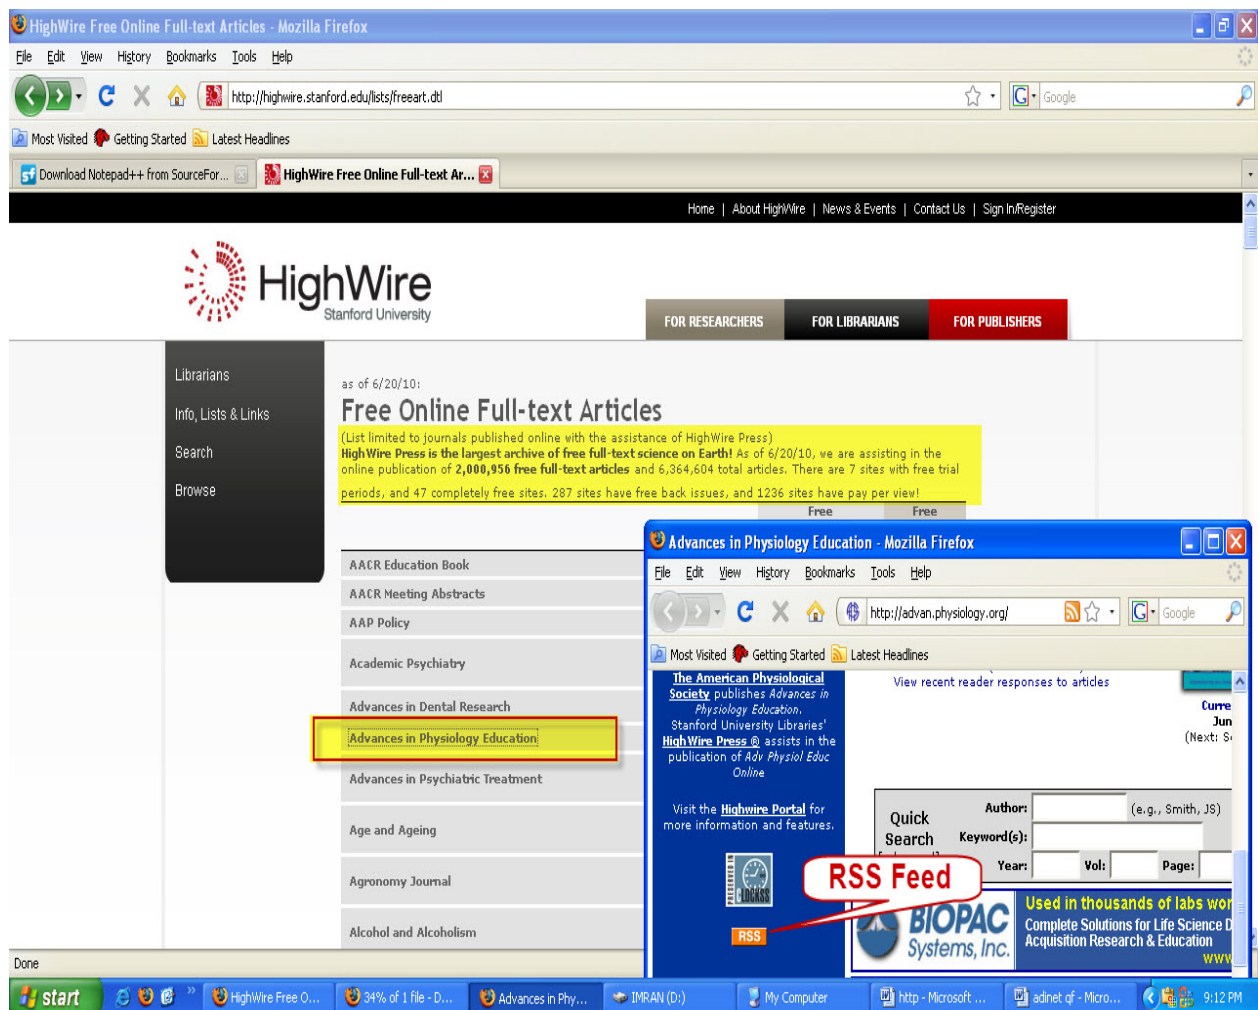 HighWire Free Online Full-text Articles - Mozilla Firefox
File Edit View History Bookmarks Tools Help
http://highwire.stanford.edu/lists/freeart.dtl
G Google
Most Visited Getting Started Latest Headlines
sf Download Notepad++ from SourceFor... HighWire Free Online Full-text Ar...
Home | About HighWire | News & Events | Contact Us | Sign In/Register
HighWire
Stanford University
FOR RESEARCHERS FOR LIBRARIANS FOR PUBLISHERS
Librarians
Info, Lists & Links
Search
Browse
as of 6/20/10:
Free Online Full-text Articles
(List limited to journals published online with the assistance of HighWire Press)
HighWire Press is the largest archive of free full-text science on Earth! As of 6/20/10, we are assisting in the
online publication of 2,000,956 free full-text articles and 6,364,604 total articles. There are 7 sites with free trial
periods, and 47 completely free sites. 287 sites have free back issues, and 1236 sites have pay per view!
Free Free
AACR Education Book
AACR Meeting Abstracts
AAP Policy
Academic Psychiatry
Advances in Dental Research
Advances in Physiology Education
Advances in Psychiatric Treatment
Age and Ageing
Agronomy Journal
Alcohol and Alcoholism
Advances in Physiology Education - Mozilla Firefox
File Edit View History Bookmarks Tools Help
http://advan.physiology.org/
G Google
Most Visited Getting Started Latest Headlines
The American Physiological
Society publishes Advances in
Physiology Education.
Stanford University Libraries'
HighWire Press ® assists in the
publication of Adv Physiol Educ
Online
Visit the Highwire Portal for
more information and features.
PRESERVED IN
CLOCKSS
RSS
RSS Feed
View recent reader responses to articles
Curre
Jun
(Next: S
Quick
Search
Author: (e.g., Smith, JS)
Keyword(s):
Year: Vol: Page:
BIOPAC
Systems, Inc.
Used in thousands of labs wor
Complete Solutions for Life Science D
Acquisition Research & Education
www
Done
start » HighWire Free O... 34% of 1 file - D... Advances in Phy... IMRAN (D:) My Computer http - Microsoft ... adinet qf - Micro... 9:12 PM